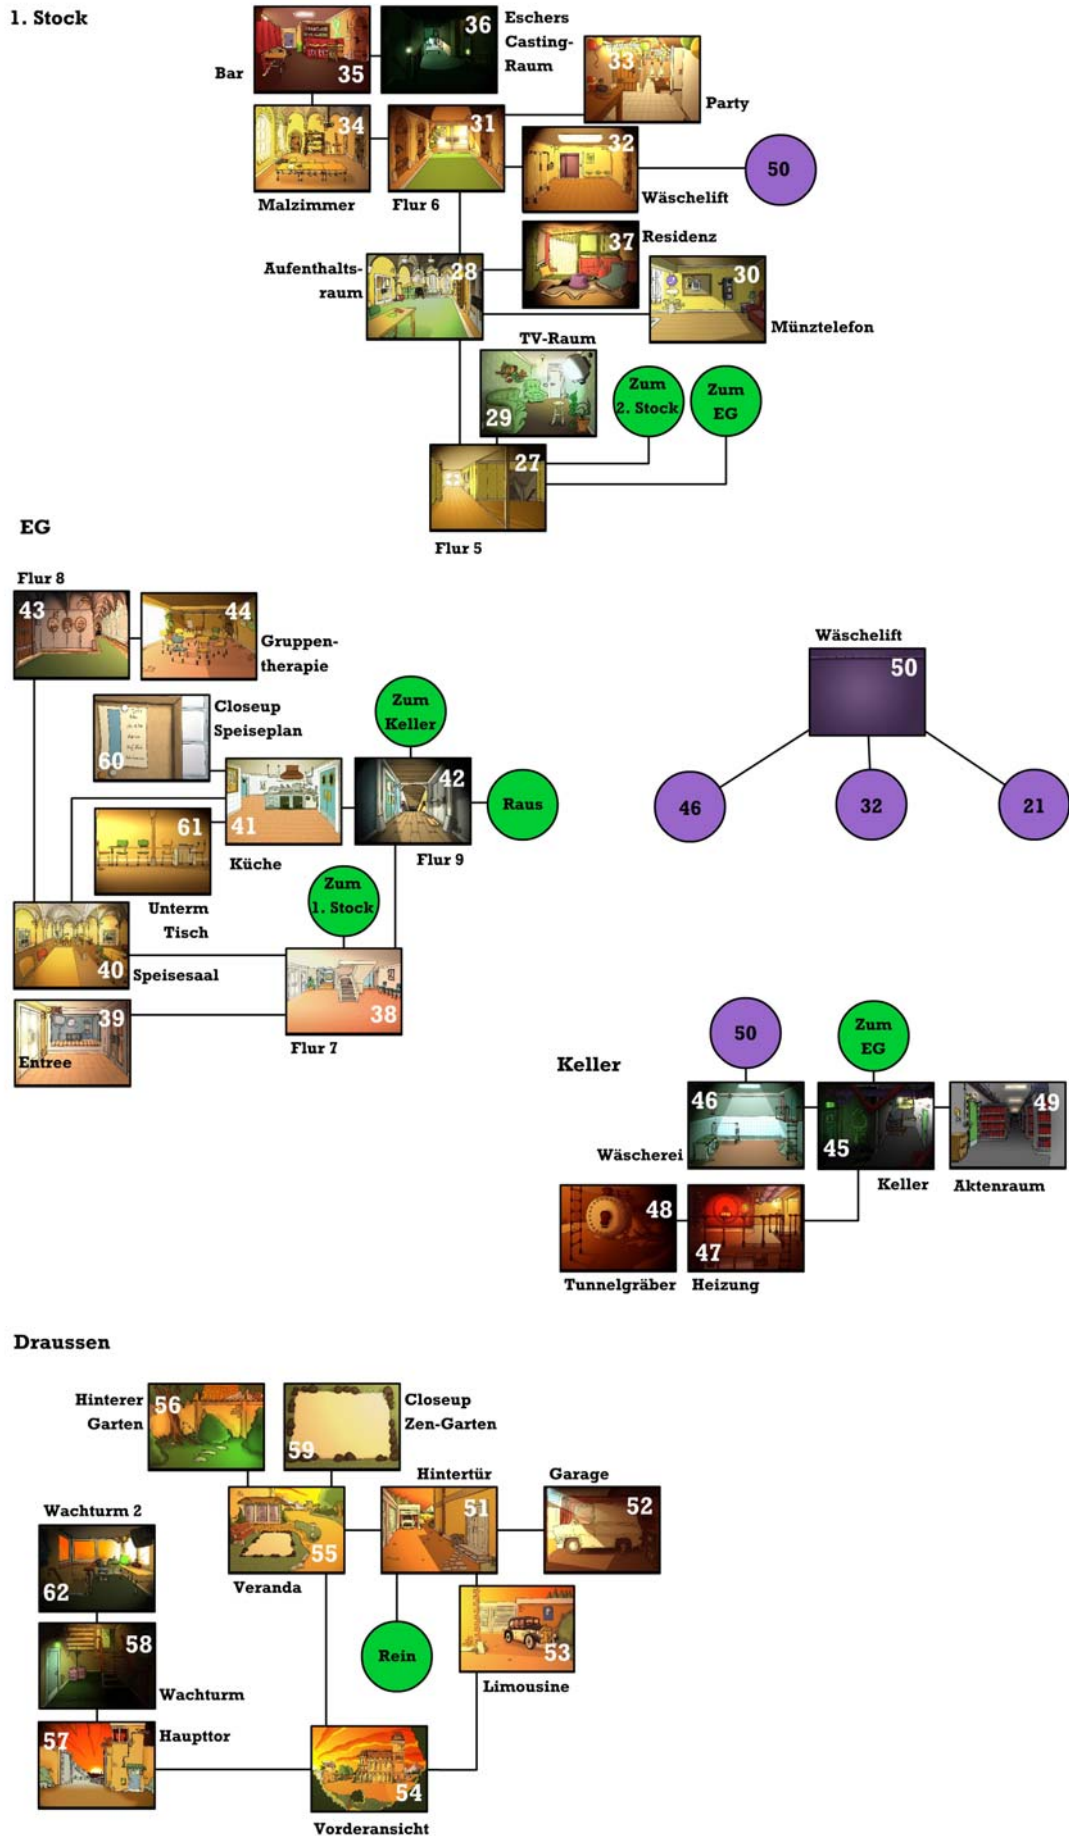 1. Stock
Bar
35
36
Eschers
Casting-
Raum
33
Party
34
Malzimmer
31
Flur 6
32
Wäschelift
50
Aufenthalts-
raum
28
37
Residenz
30
Münztelefon
TV-Raum
29
Zum
2. Stock
Zum
EG
27
Flur 5
EG
Flur 8
43
44
Gruppen-
therapie
Closeup
Speiseplan
60
Zum
Keller
41
Küche
42
Flur 9
Raus
61
Unterm
Tisch
Zum
1. Stock
40
Speisesaal
38
Flur 7
39
Entree
Wäschelift
50
46
32
21
Keller
50
Zum
EG
46
Wäscherei
45
Keller
49
Aktenraum
48
Tunnelgräber
47
Heizung
Draussen
Hinterer
Garten
56
59
Closeup
Zen-Garten
Hintertür
51
Garage
52
Wachturm 2
62
55
Veranda
58
Wachturm
Rein
53
Limousine
57
Haupttor
54
Vorderansicht